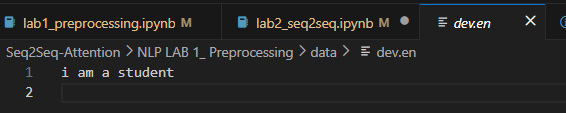 lab1_preprocessing.ipynb M lab2_seq2seq.ipynb M dev.en
Seq2Seq-Attention > NLP LAB 1_ Preprocessing > data > dev.en
1 i am a student
2